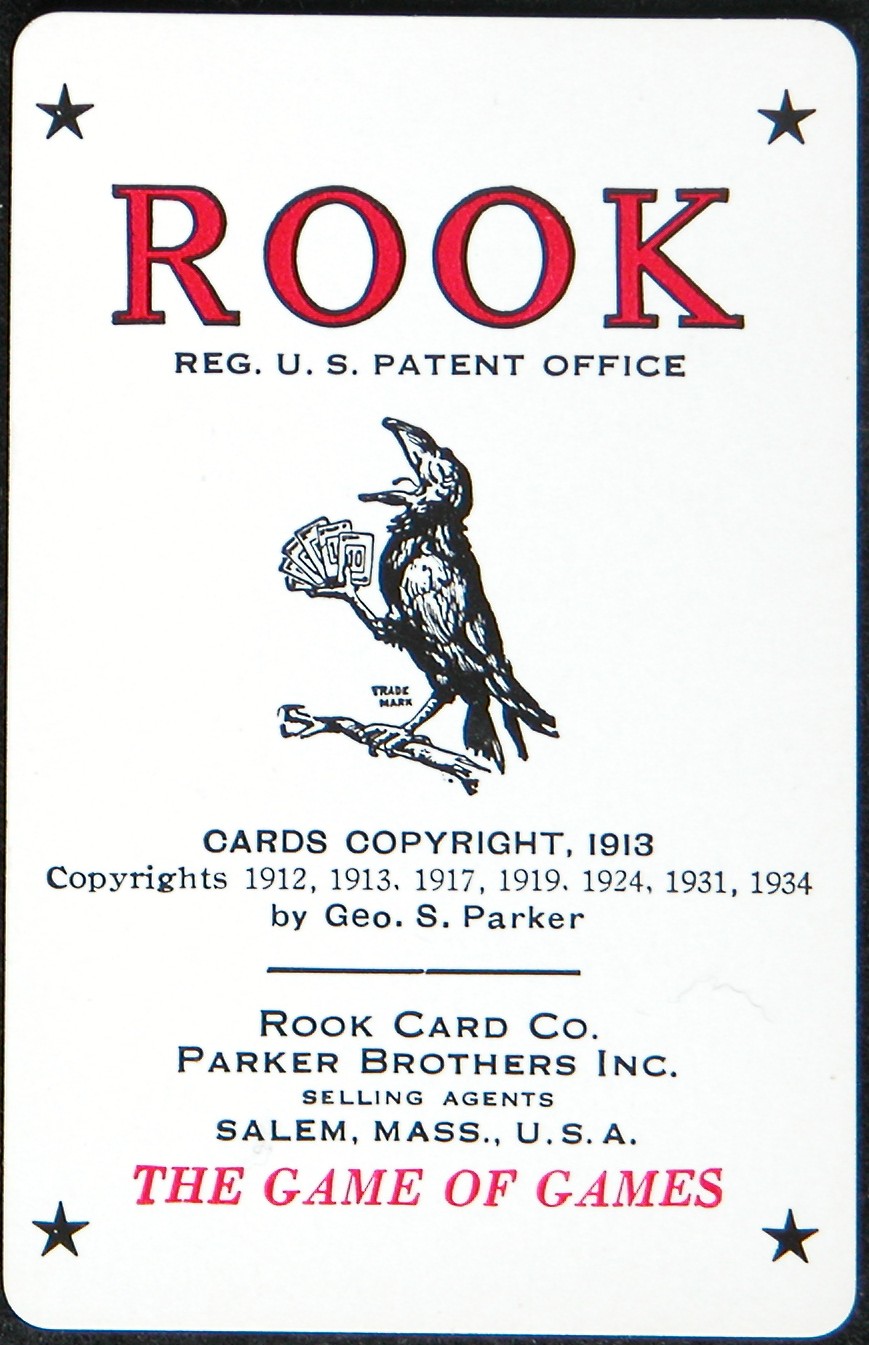 ROOK
REG. U. S. PATENT OFFICE
TRADE
MARK
CARDS COPYRIGHT, 1913
Copyrights 1912, 1913. 1917, 1919. 1924, 1931, 1934
by Geo. S. Parker
ROOK CARD CO.
PARKER BROTHERS INC.
SELLING AGENTS
SALEM, MASS., U.S.A.
THE GAME OF GAMES